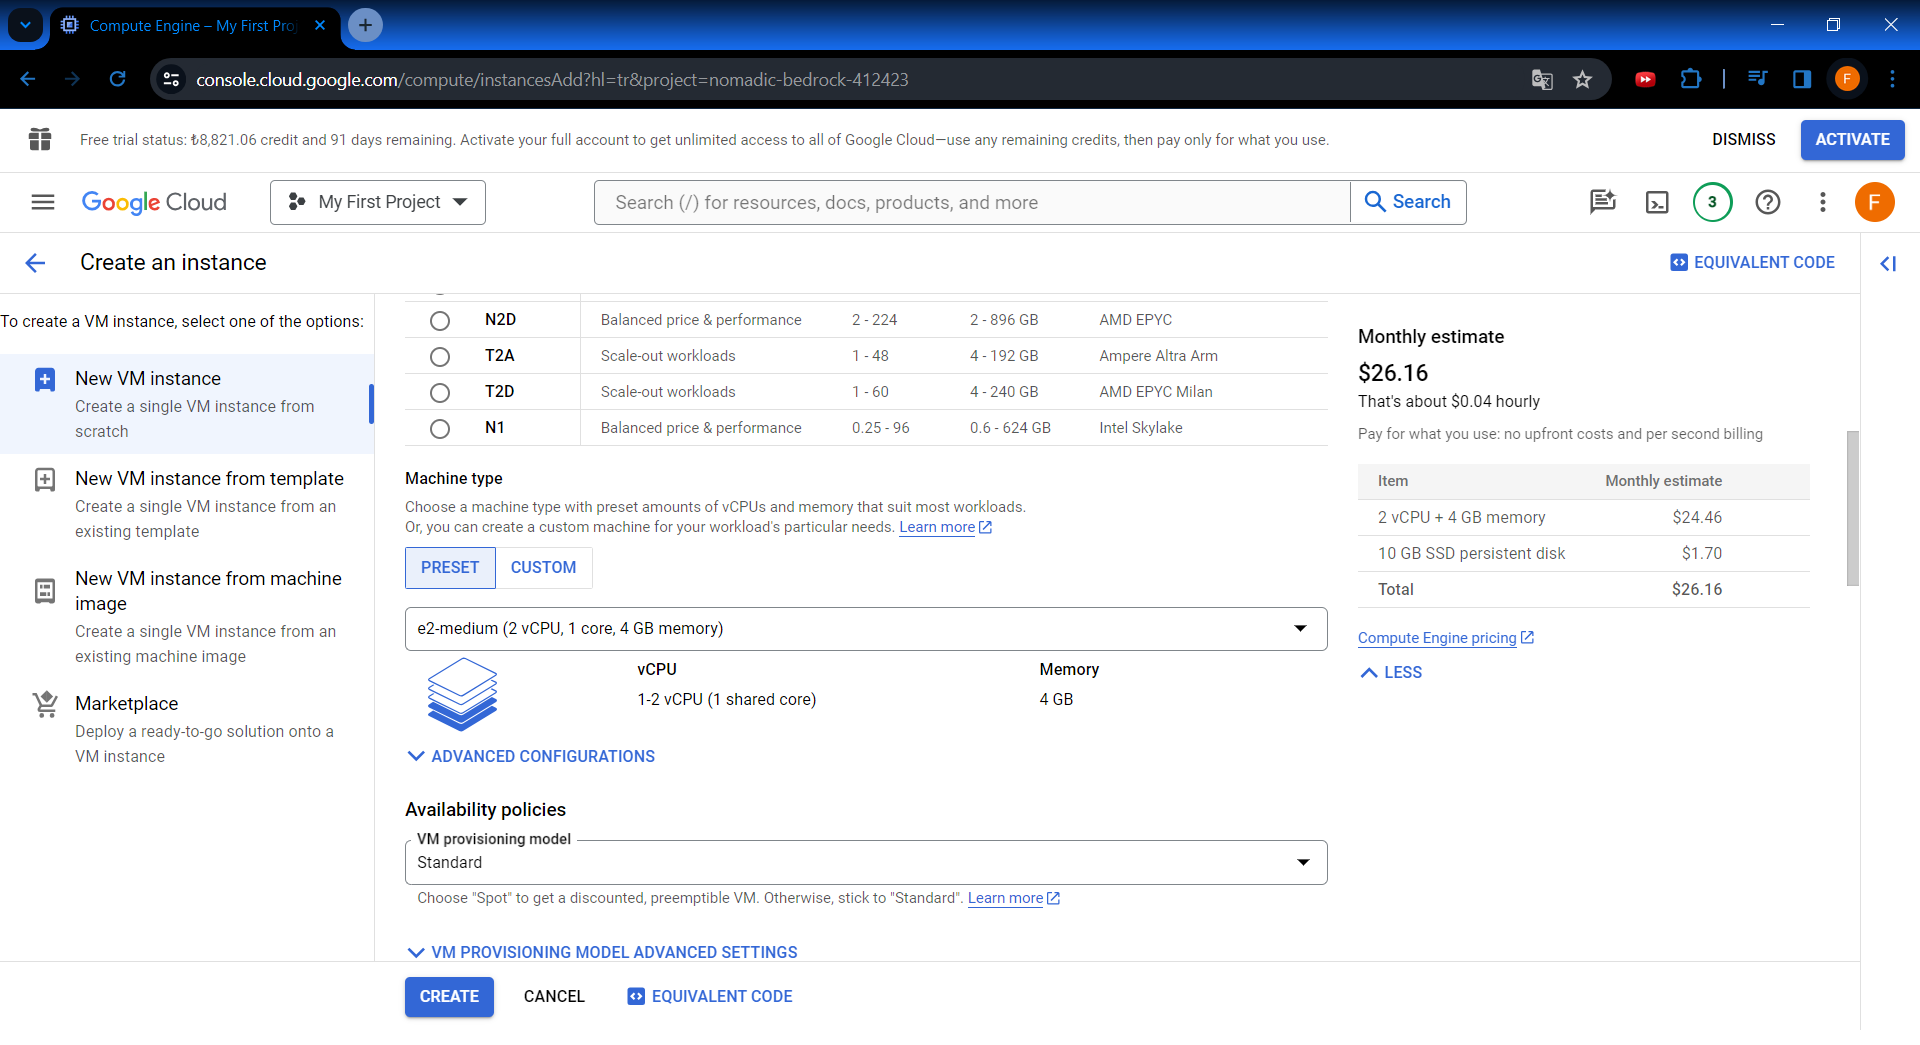 Compute Engine – My First Pro
console.cloud.google.com/compute/instancesAdd?hl=tr&project=nomadic-bedrock-412423
F
Free trial status: ₺8,821.06 credit and 91 days remaining. Activate your full account to get unlimited access to all of Google Cloud—use any remaining credits, then pay only for what you use.
DISMISS
ACTIVATE
Google Cloud
My First Project
Search (/) for resources, docs, products, and more
Search
3
F
Create an instance
EQUIVALENT CODE
To create a VM instance, select one of the options:
New VM instance
Create a single VM instance from
scratch
New VM instance from template
Create a single VM instance from an
existing template
New VM instance from machine
image
Create a single VM instance from an
existing machine image
Marketplace
Deploy a ready-to-go solution onto a
VM instance
N2D Balanced price & performance 2 - 224 2 - 896 GB AMD EPYC
T2A Scale-out workloads 1 - 48 4 - 192 GB Ampere Altra Arm
T2D Scale-out workloads 1 - 60 4 - 240 GB AMD EPYC Milan
N1 Balanced price & performance 0.25 - 96 0.6 - 624 GB Intel Skylake
Machine type
Choose a machine type with preset amounts of vCPUs and memory that suit most workloads.
Or, you can create a custom machine for your workload's particular needs. Learn more
PRESET CUSTOM
e2-medium (2 vCPU, 1 core, 4 GB memory)
vCPU Memory
1-2 vCPU (1 shared core) 4 GB
ADVANCED CONFIGURATIONS
Availability policies
VM provisioning model
Standard
Choose "Spot" to get a discounted, preemptible VM. Otherwise, stick to "Standard". Learn more
VM PROVISIONING MODEL ADVANCED SETTINGS
CREATE CANCEL EQUIVALENT CODE
Monthly estimate
$26.16
That's about $0.04 hourly
Pay for what you use: no upfront costs and per second billing
Item Monthly estimate
2 vCPU + 4 GB memory $24.46
10 GB SSD persistent disk $1.70
Total $26.16
Compute Engine pricing
LESS